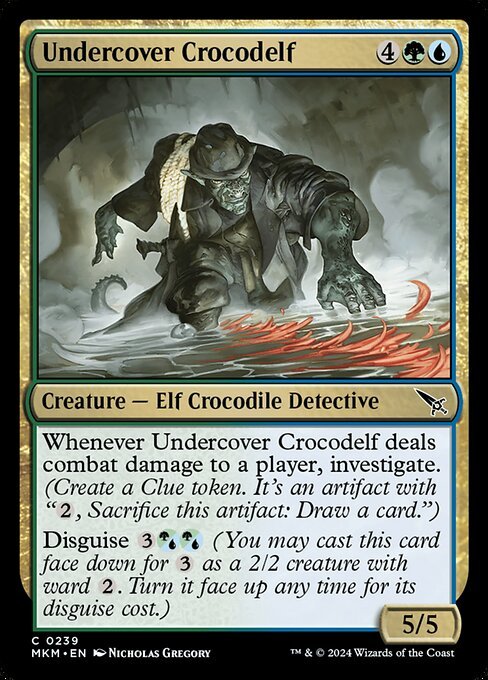 Undercover Crocodelf 4
Creature — Elf Crocodile Detective
Whenever Undercover Crocodelf deals
combat damage to a player, investigate.
(Create a Clue token. It's an artifact with
“2, Sacrifice this artifact: Draw a card.”)
Disguise 3 (You may cast this card
face down for 3 as a 2/2 creature with
ward 2. Turn it face up any time for its
disguise cost.)
5/5
C 0239
MKM • EN Nicholas Gregory
™ & © 2024 Wizards of the Coast